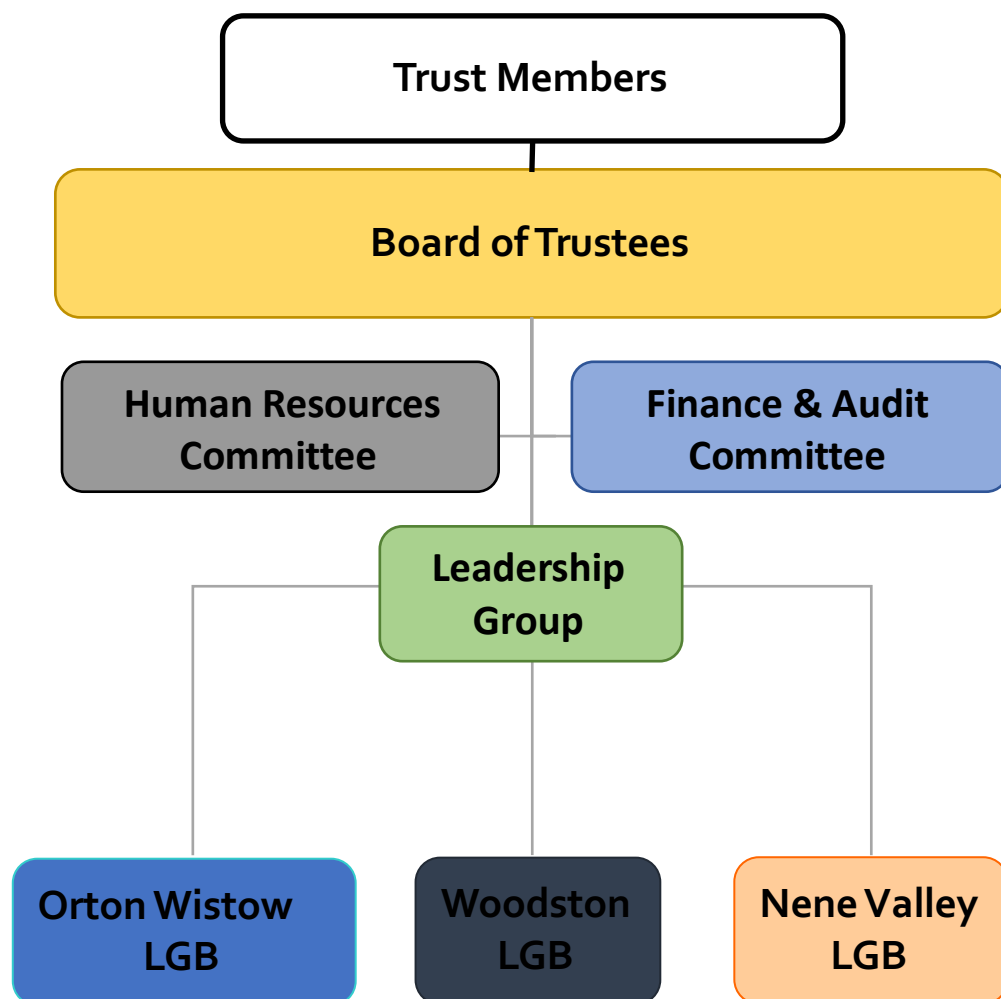 Trust Members
Board of Trustees
Human Resources
Committee
Finance & Audit
Committee
Leadership
Group
Orton Wistow
LGB
Woodston
LGB
Nene Valley
LGB